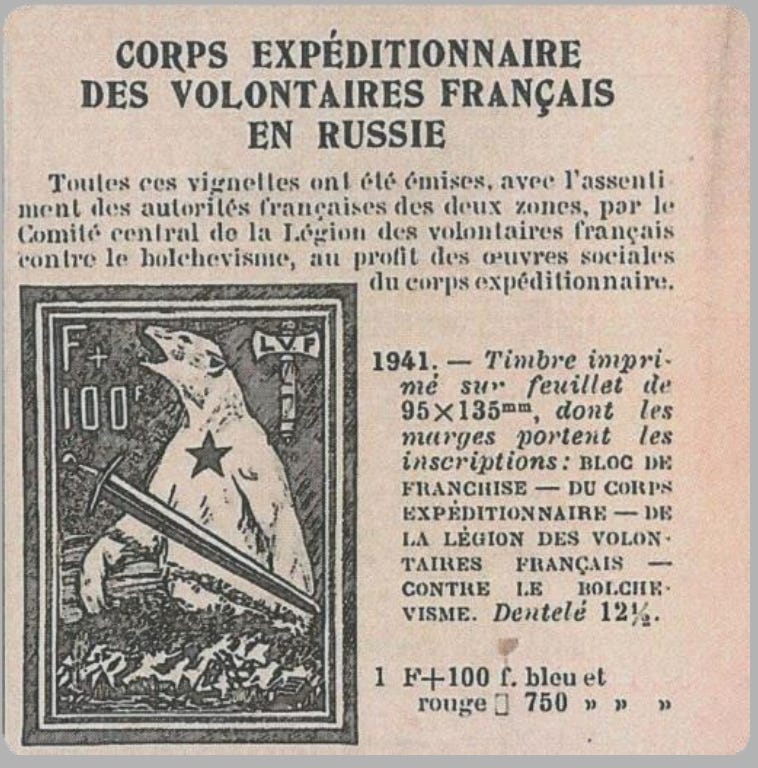 CORPS EXPÉDITIONNAIRE
DES VOLONTAIRES FRANÇAIS
EN RUSSIE
Toutes ces vignettes ont été émises, avec l'assenti-
ment des autorités françaises des deux zones, par le
Comité central de la Légion des volontaires français
contre le bolchevisme, au profit des œuvres sociales
du corps expéditionnaire.
F+
100F
LVF
1941. — Timbre impri-
mé sur feuillet de
95×135mm, dont les
marges portent les
inscriptions: BLOC DE
FRANCHISE — DU CORPS
EXPÉDITIONNAIRE — DE
LA LÉGION DES VOLON-
TAIRES FRANÇAIS —
CONTRE LE BOLCHE-
VISME. Dentelé 12½.
1 F+100 f. bleu et
rouge □ 750 » » »